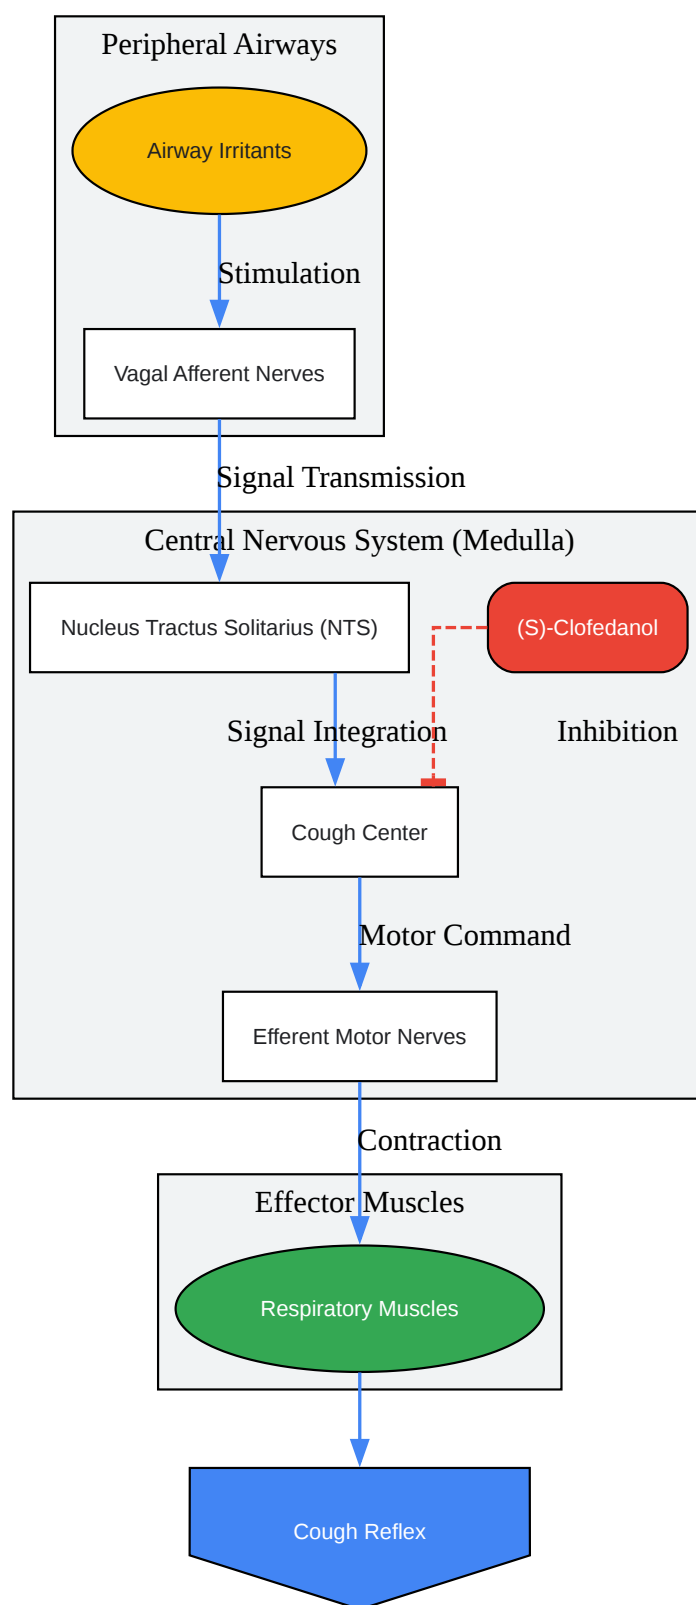 Peripheral Airways
Airway Irritants
Stimulation
Vagal Afferent Nerves
Signal Transmission
Central Nervous System (Medulla)
Nucleus Tractus Solitarius (NTS)
(S)-Clofedanol
Signal Integration
Inhibition
Cough Center
Motor Command
Efferent Motor Nerves
Contraction
Effector Muscles
Respiratory Muscles
Cough Reflex